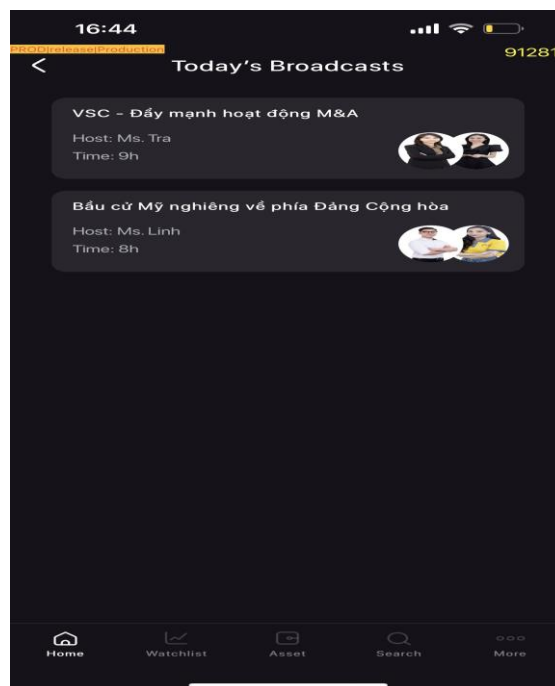 16:44
PROD|release|Production
91281
Today's Broadcasts
VSC - Đẩy mạnh hoạt động M&A
Host: Ms. Tra
Time: 9h
Bầu cử Mỹ nghiêng về phía Đảng Cộng hòa
Host: Ms. Linh
Time: 8h
Home Watchlist Asset Search More